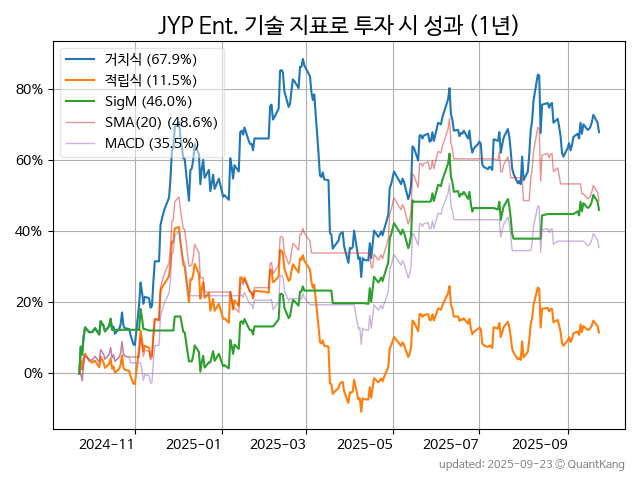 JYP Ent. 기술 지표로 투자 시 성과 (1년)
거치식 (67.9%)
적립식 (11.5%)
SigM (46.0%)
SMA(20) (48.6%)
MACD (35.5%)
80%
60%
40%
20%
0%
2024-11 2025-01 2025-03 2025-05 2025-07 2025-09
updated: 2025-09-23 © QuantKang